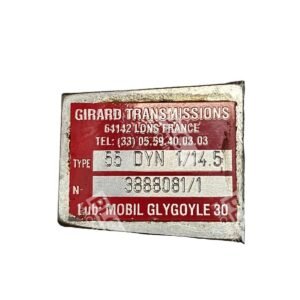 GIRARD TRANSMISSIONS
64142 LONS FRANCE
TEL: (33) 05.59.40.03.03
TYPE 55 DYN 1/14.5
N- 3888081/1
Lub: MOBIL GLYGOYLE 30